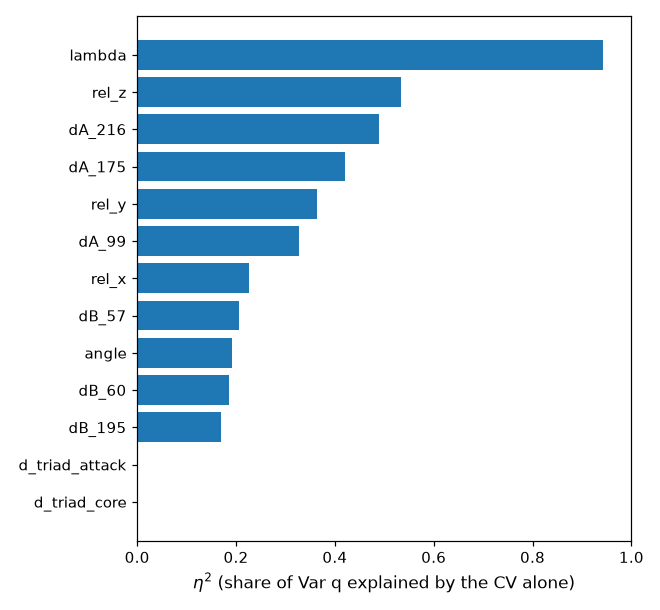 lambda
rel_z
dA_216
dA_175
rel_y
dA_99
rel_x
dB_57
angle
dB_60
dB_195
d_triad_attack
d_triad_core
0.0 0.2 0.4 0.6 0.8 1.0
η² (share of Var q explained by the CV alone)